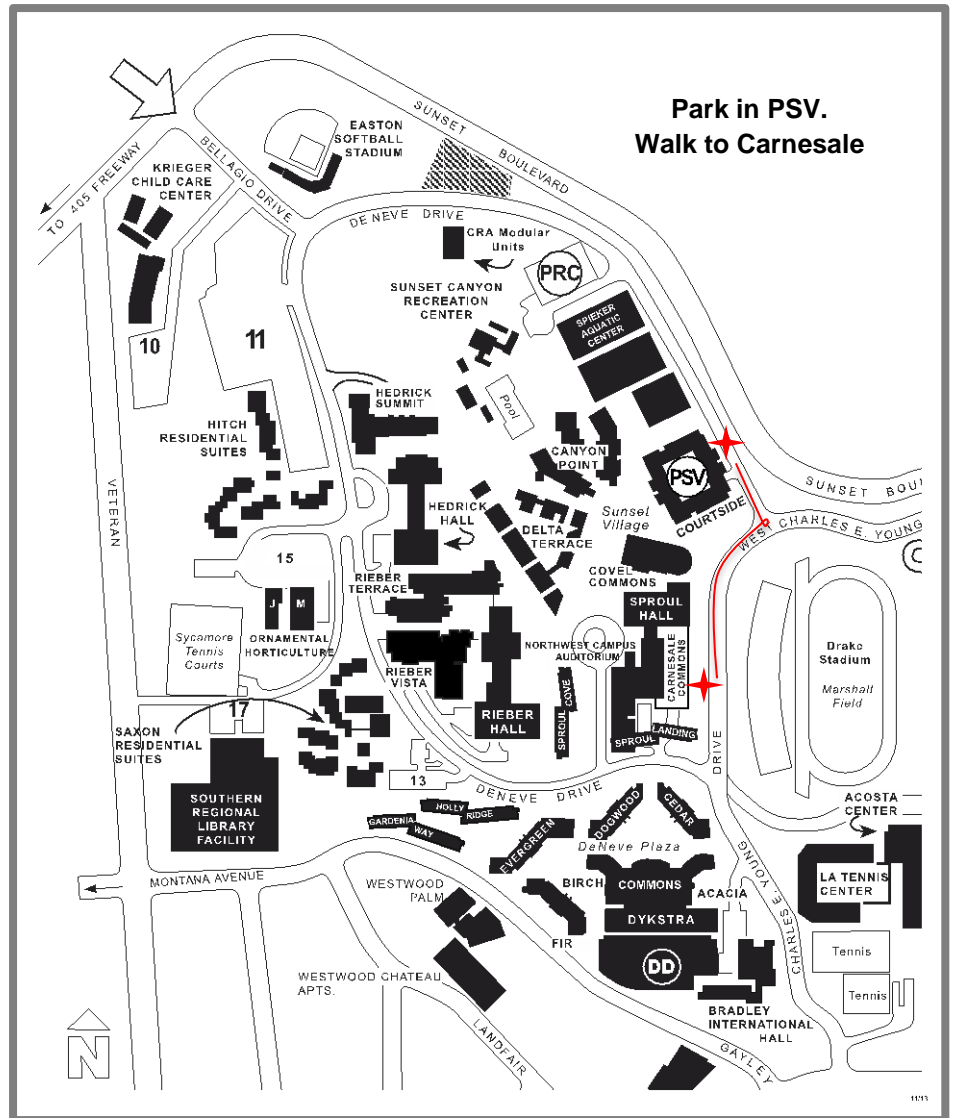 Park in PSV.
Walk to Carnesale
SUNSET
BOULEVARD
EASTON
SOFTBALL
STADIUM
BELLAGIO DRIVE
TO 405 FREEWAY
KRIEGER
CHILD CARE
CENTER
DE NEVE DRIVE
CRA Modular
Units
PRC
SUNSET CANYON
RECREATION
CENTER
SPIEKER
AQUATIC
CENTER
10
11
HEDRICK
SUMMIT
Pool
HITCH
RESIDENTIAL
SUITES
CANYON
POINT
PSV
SUNSET BOU
VETERAN
HEDRICK
HALL
DELTA
TERRACE
Sunset
Village
COURTSIDE
WEST CHARLES E. YOUNG
15
COVEL
COMMONS
RIEBER
TERRACE
J
M
SPROUL
HALL
ORNAMENTAL
HORTICULTURE
Sycamore
Tennis
Courts
NORTHWEST CAMPUS
AUDITORIUM
CARNESALE
COMMONS
Drake
Stadium
Marshall
Field
RIEBER
VISTA
SPROUL
COVE
RIEBER
HALL
17
SAXON
RESIDENTIAL
SUITES
SPROUL
LANDING
DRIVE
13
DENEVE DRIVE
SOUTHERN
REGIONAL
LIBRARY
FACILITY
HOLLY
RIDGE
GARDENIA
WAY
EVERGREEN
DOGWOOD
CEDAR
ACOSTA
CENTER
DeNeve Plaza
MONTANA AVENUE
WESTWOOD
PALM
BIRCH
COMMONS
ACACIA
CHARLES E. YOUNG
LA TENNIS
CENTER
DYKSTRA
FIR
DD
Tennis
WESTWOOD CHATEAU
APTS.
Tennis
BRADLEY
INTERNATIONAL
HALL
LANDFAIR
GAYLEY
N
11/13